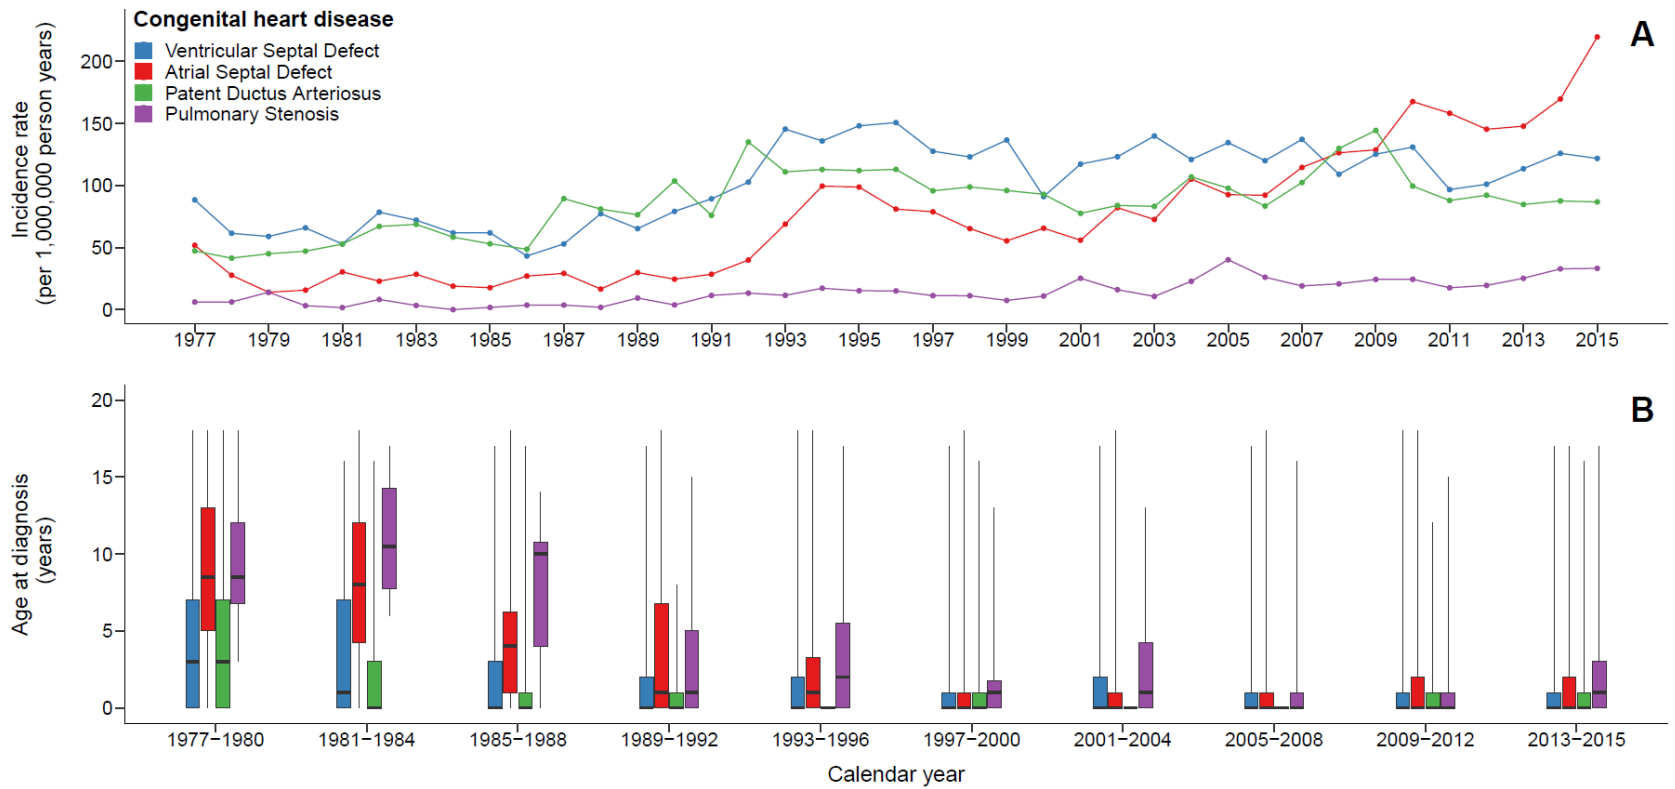 Congenital heart disease
Ventricular Septal Defect
Atrial Septal Defect
Patent Ductus Arteriosus
Pulmonary Stenosis
A
Incidence rate
(per 1,000,000 person years)
200
150
100
50
0
1977 1979 1981 1983 1985 1987 1989 1991 1993 1995 1997 1999 2001 2003 2005 2007 2009 2011 2013 2015
B
Age at diagnosis
(years)
20
15
10
5
0
1977−1980 1981−1984 1985−1988 1989−1992 1993−1996 1997−2000 2001−2004 2005−2008 2009−2012 2013−2015
Calendar year